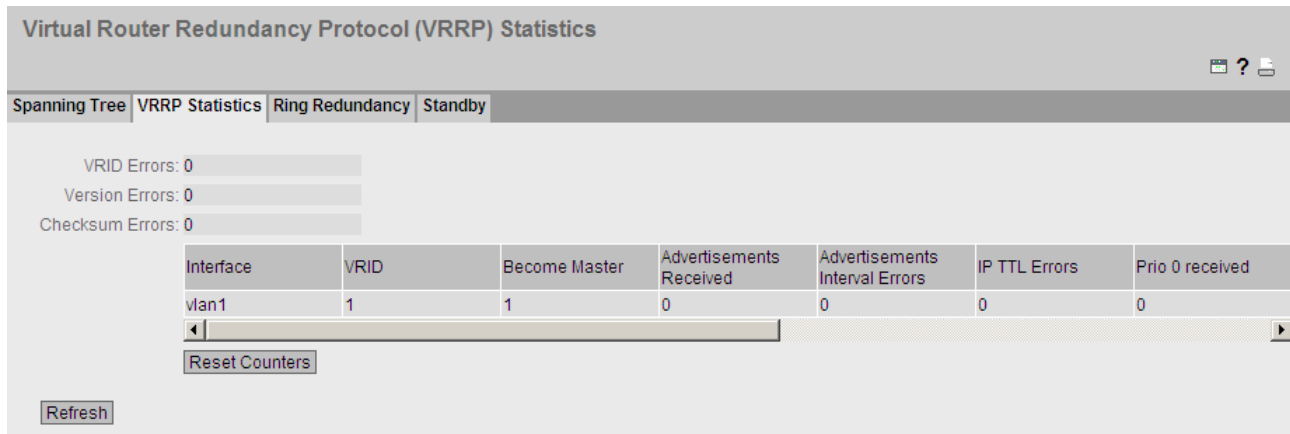 Virtual Router Redundancy Protocol (VRRP) Statistics
?
Spanning Tree VRRP Statistics Ring Redundancy Standby
VRID Errors: 0
Version Errors: 0
Checksum Errors: 0
Interface VRID Become Master Advertisements Received Advertisements Interval Errors IP TTL Errors Prio 0 received
vlan1 1 1 0 0 0 0
Reset Counters
Refresh